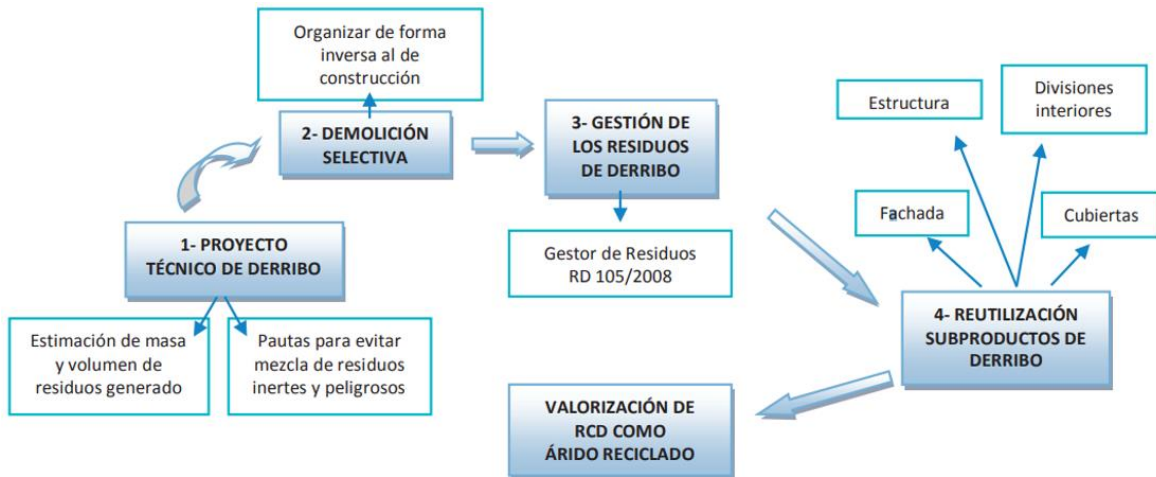 Organizar de forma
inversa al de
construcción
2- DEMOLICIÓN
SELECTIVA
3- GESTIÓN DE
LOS RESIDUOS
DE DERRIBO
Estructura
Divisiones
interiores
Fachada
Cubiertas
1- PROYECTO
TÉCNICO DE DERRIBO
Gestor de Residuos
RD 105/2008
Estimación de masa
y volumen de
residuos generado
Pautas para evitar
mezcla de residuos
inertes y peligrosos
4- REUTILIZACIÓN
SUBPRODUCTOS DE
DERRIBO
VALORIZACIÓN DE
RCD COMO
ÁRIDO RECICLADO